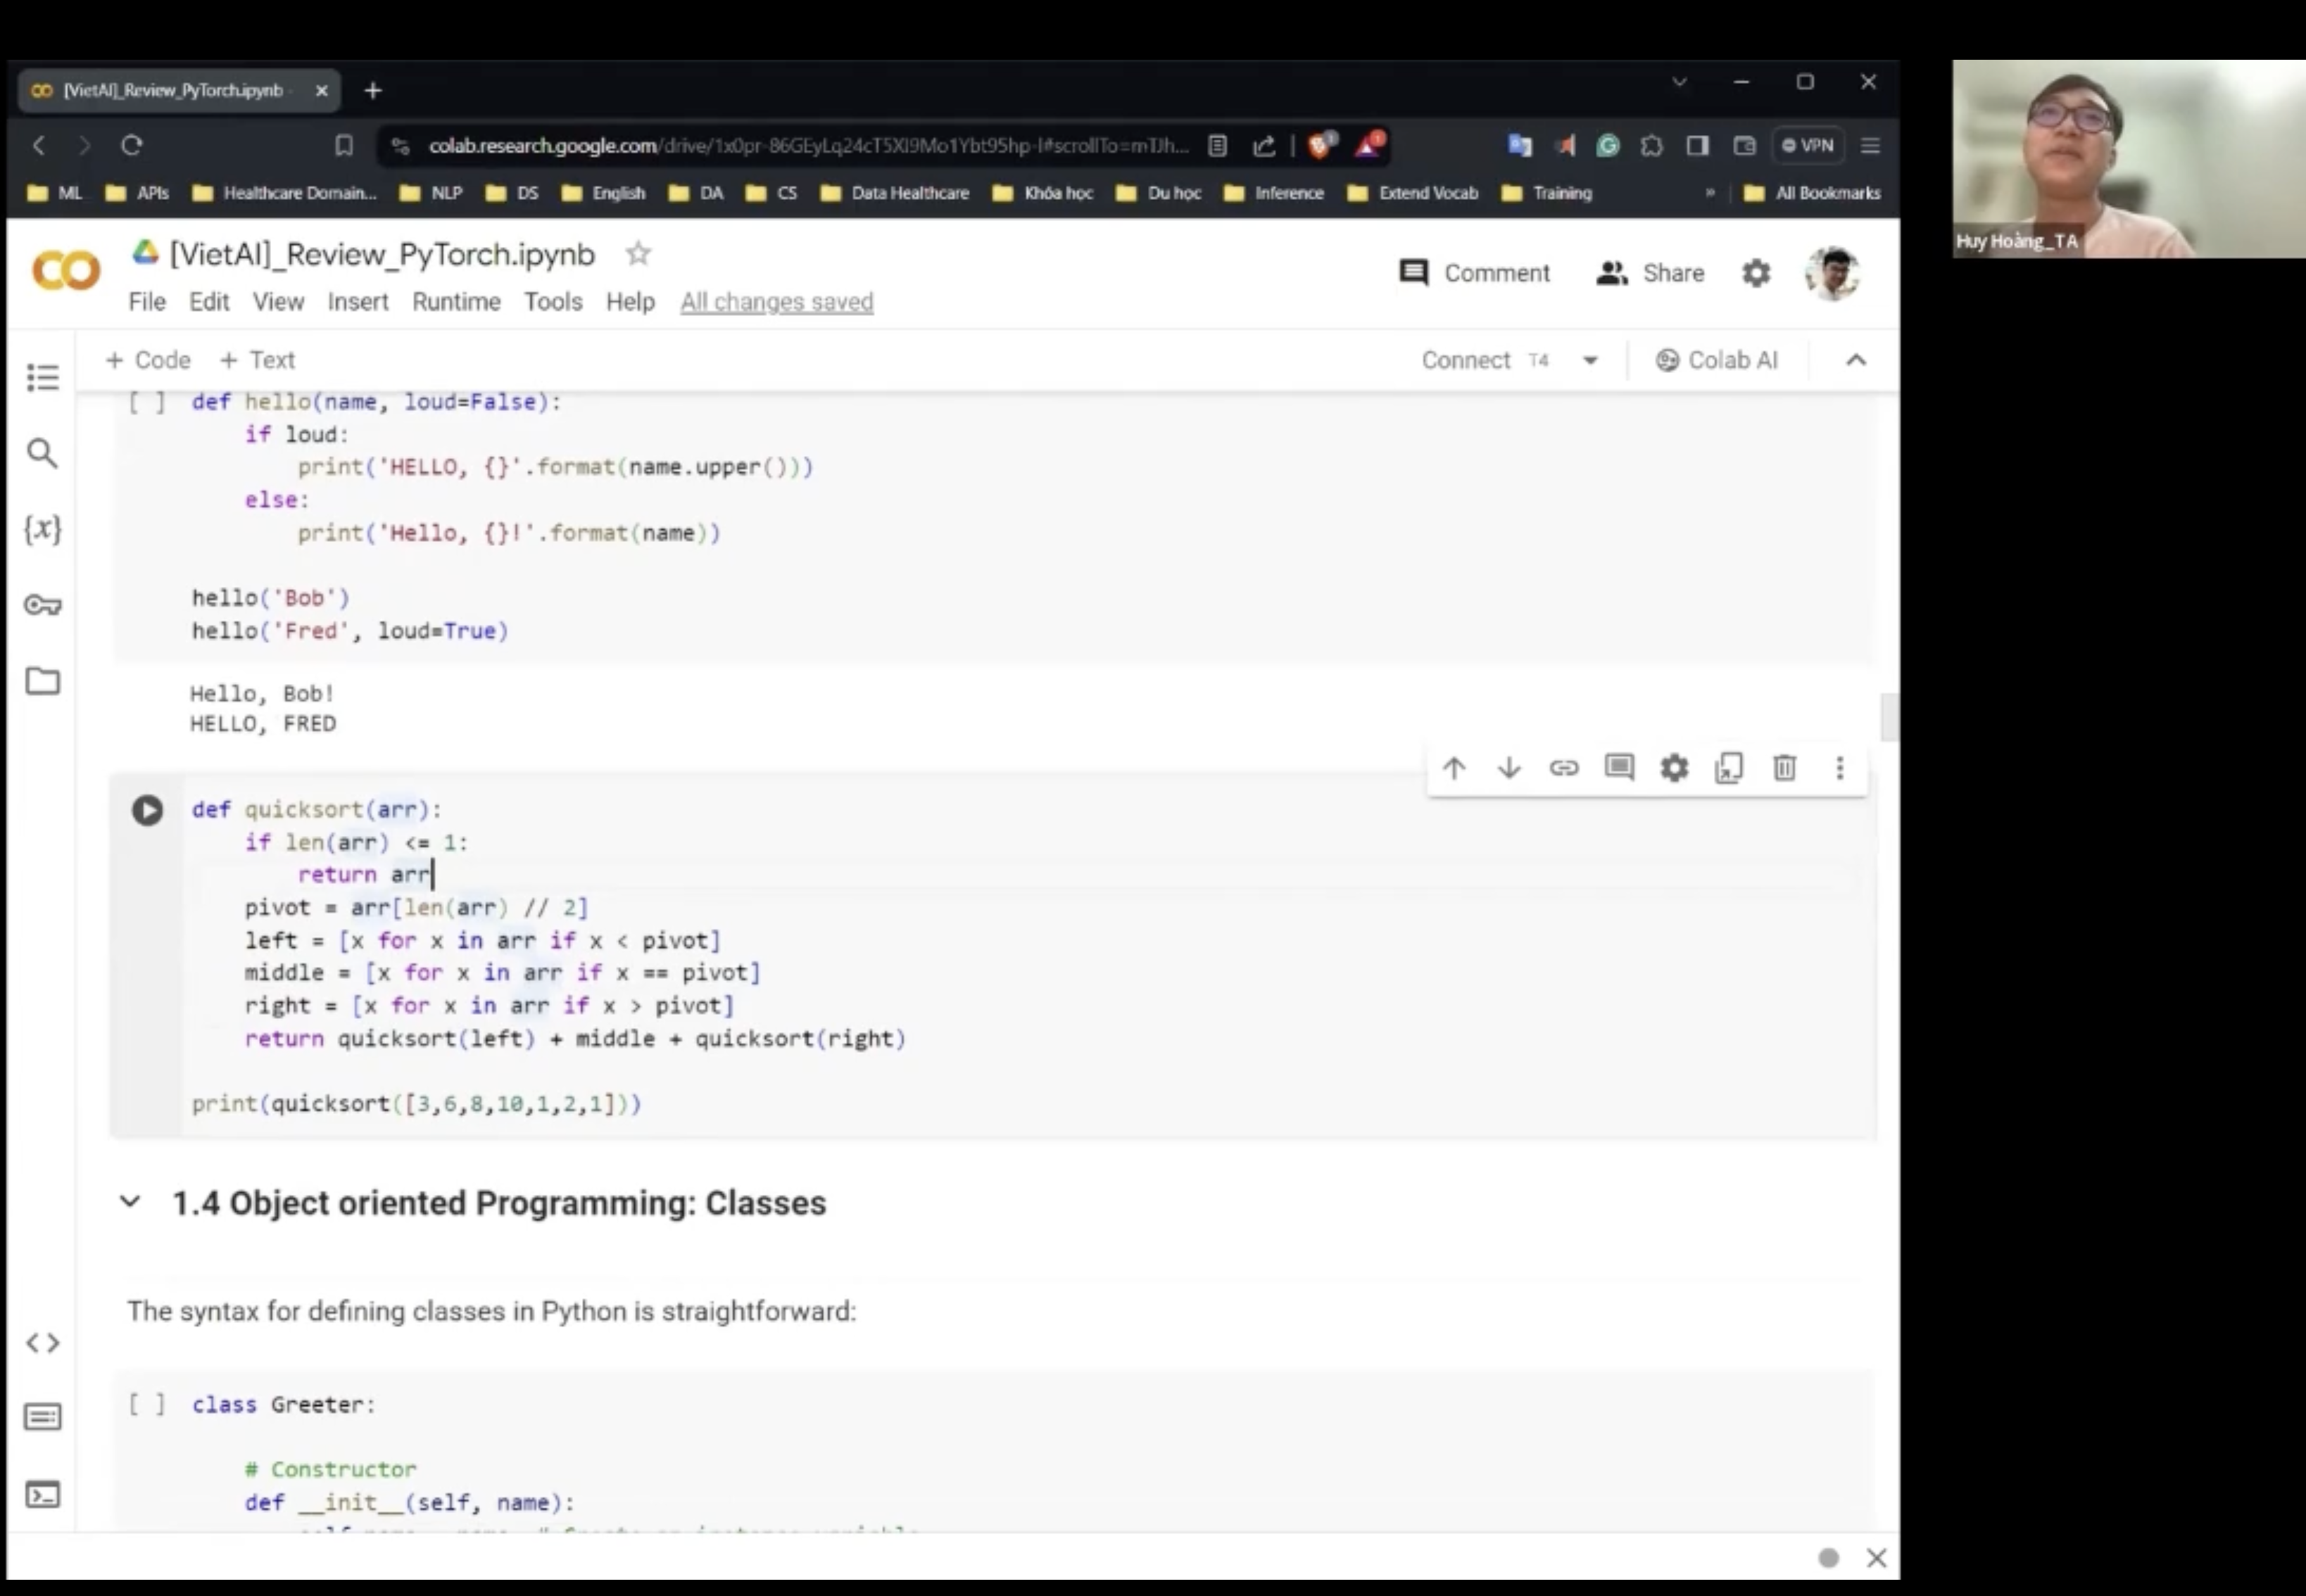 [VietAI]_Review_PyTorch.ipynb
colab.research.google.com/drive/1x0pr-86GEyLq24cT5XI9Mo1Ybt95hp-I#scrollTo=mTJh...
VPN
ML APIs Healthcare Domain... NLP DS English DA CS Data Healthcare Khóa học Du học Inference Extend Vocab Training » All Bookmarks
Huy Hoàng_TA
[VietAI]_Review_PyTorch.ipynb
Comment Share
File Edit View Insert Runtime Tools Help All changes saved
+ Code + Text
Connect T4 Colab AI
[ ] def hello(name, loud=False):
if loud:
print('HELLO, {}'.format(name.upper()))
else:
print('Hello, {}!'.format(name))
hello('Bob')
hello('Fred', loud=True)
Hello, Bob!
HELLO, FRED
def quicksort(arr):
if len(arr) <= 1:
return arr
pivot = arr[len(arr) // 2]
left = [x for x in arr if x < pivot]
middle = [x for x in arr if x == pivot]
right = [x for x in arr if x > pivot]
return quicksort(left) + middle + quicksort(right)
print(quicksort([3,6,8,10,1,2,1]))
1.4 Object oriented Programming: Classes
The syntax for defining classes in Python is straightforward:
[ ] class Greeter:
# Constructor
def __init__(self, name):